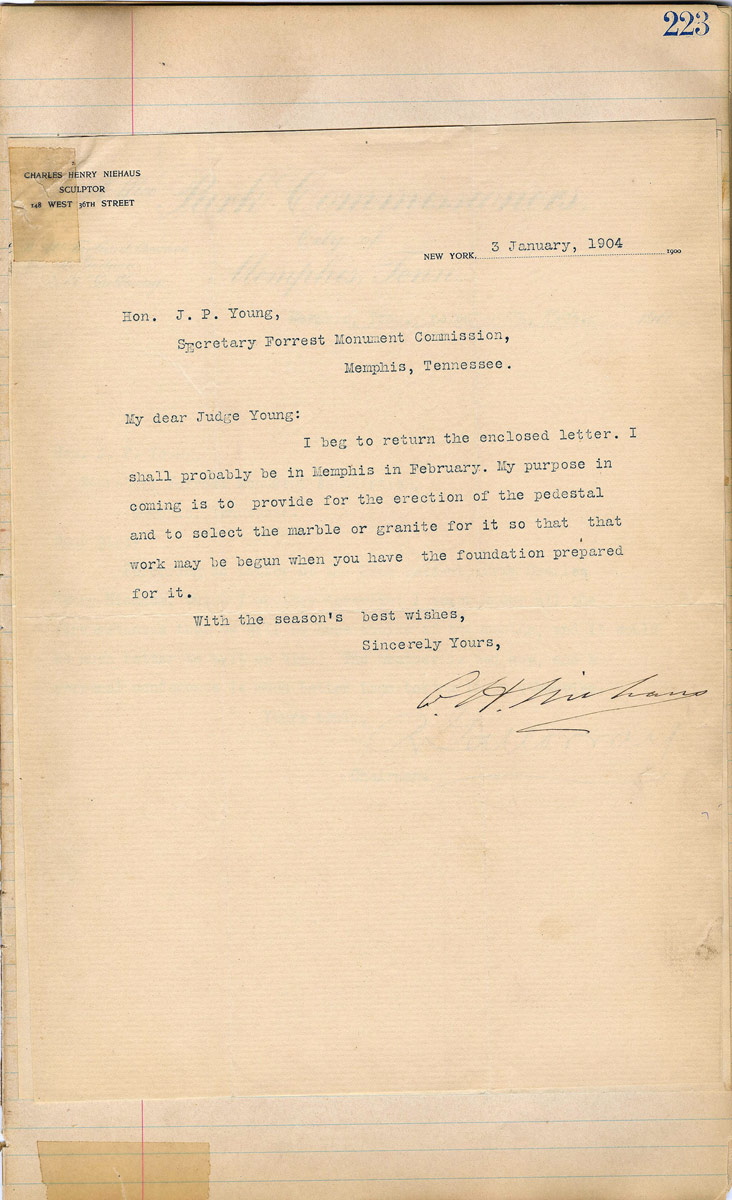 223
CHARLES HENRY NIEHAUS
SCULPTOR
148 WEST 36TH STREET
NEW YORK, 3 January, 1904 1900
Hon. J. P. Young,
SEcretary Forrest Monument Commission,
Memphis, Tennessee.
My dear Judge Young:
I beg to return the enclosed letter. I
shall probably be in Memphis in February. My purpose in
coming is to provide for the erection of the pedestal
and to select the marble or granite for it so that that
work may be begun when you have the foundation prepared
for it.
With the season's best wishes,
Sincerely Yours,
C. H. Niehaus